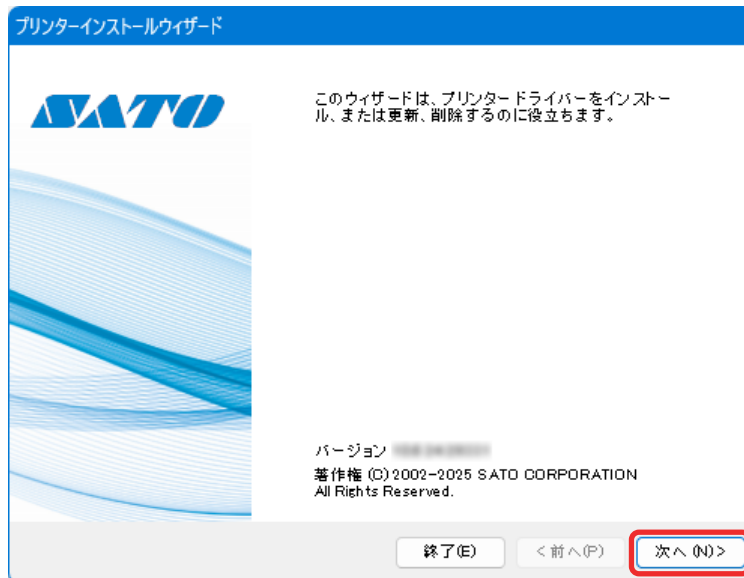 プリンターインストールウィザード
SATO
このウィザードは、プリンター ドライバーをインストー
ル、または更新、削除するのに役立ちます。
バージョン
著作権 (C) 2002-2025 SATO CORPORATION
All Rights Reserved.
終了(E)
<前へ(P)
次へ(N)>